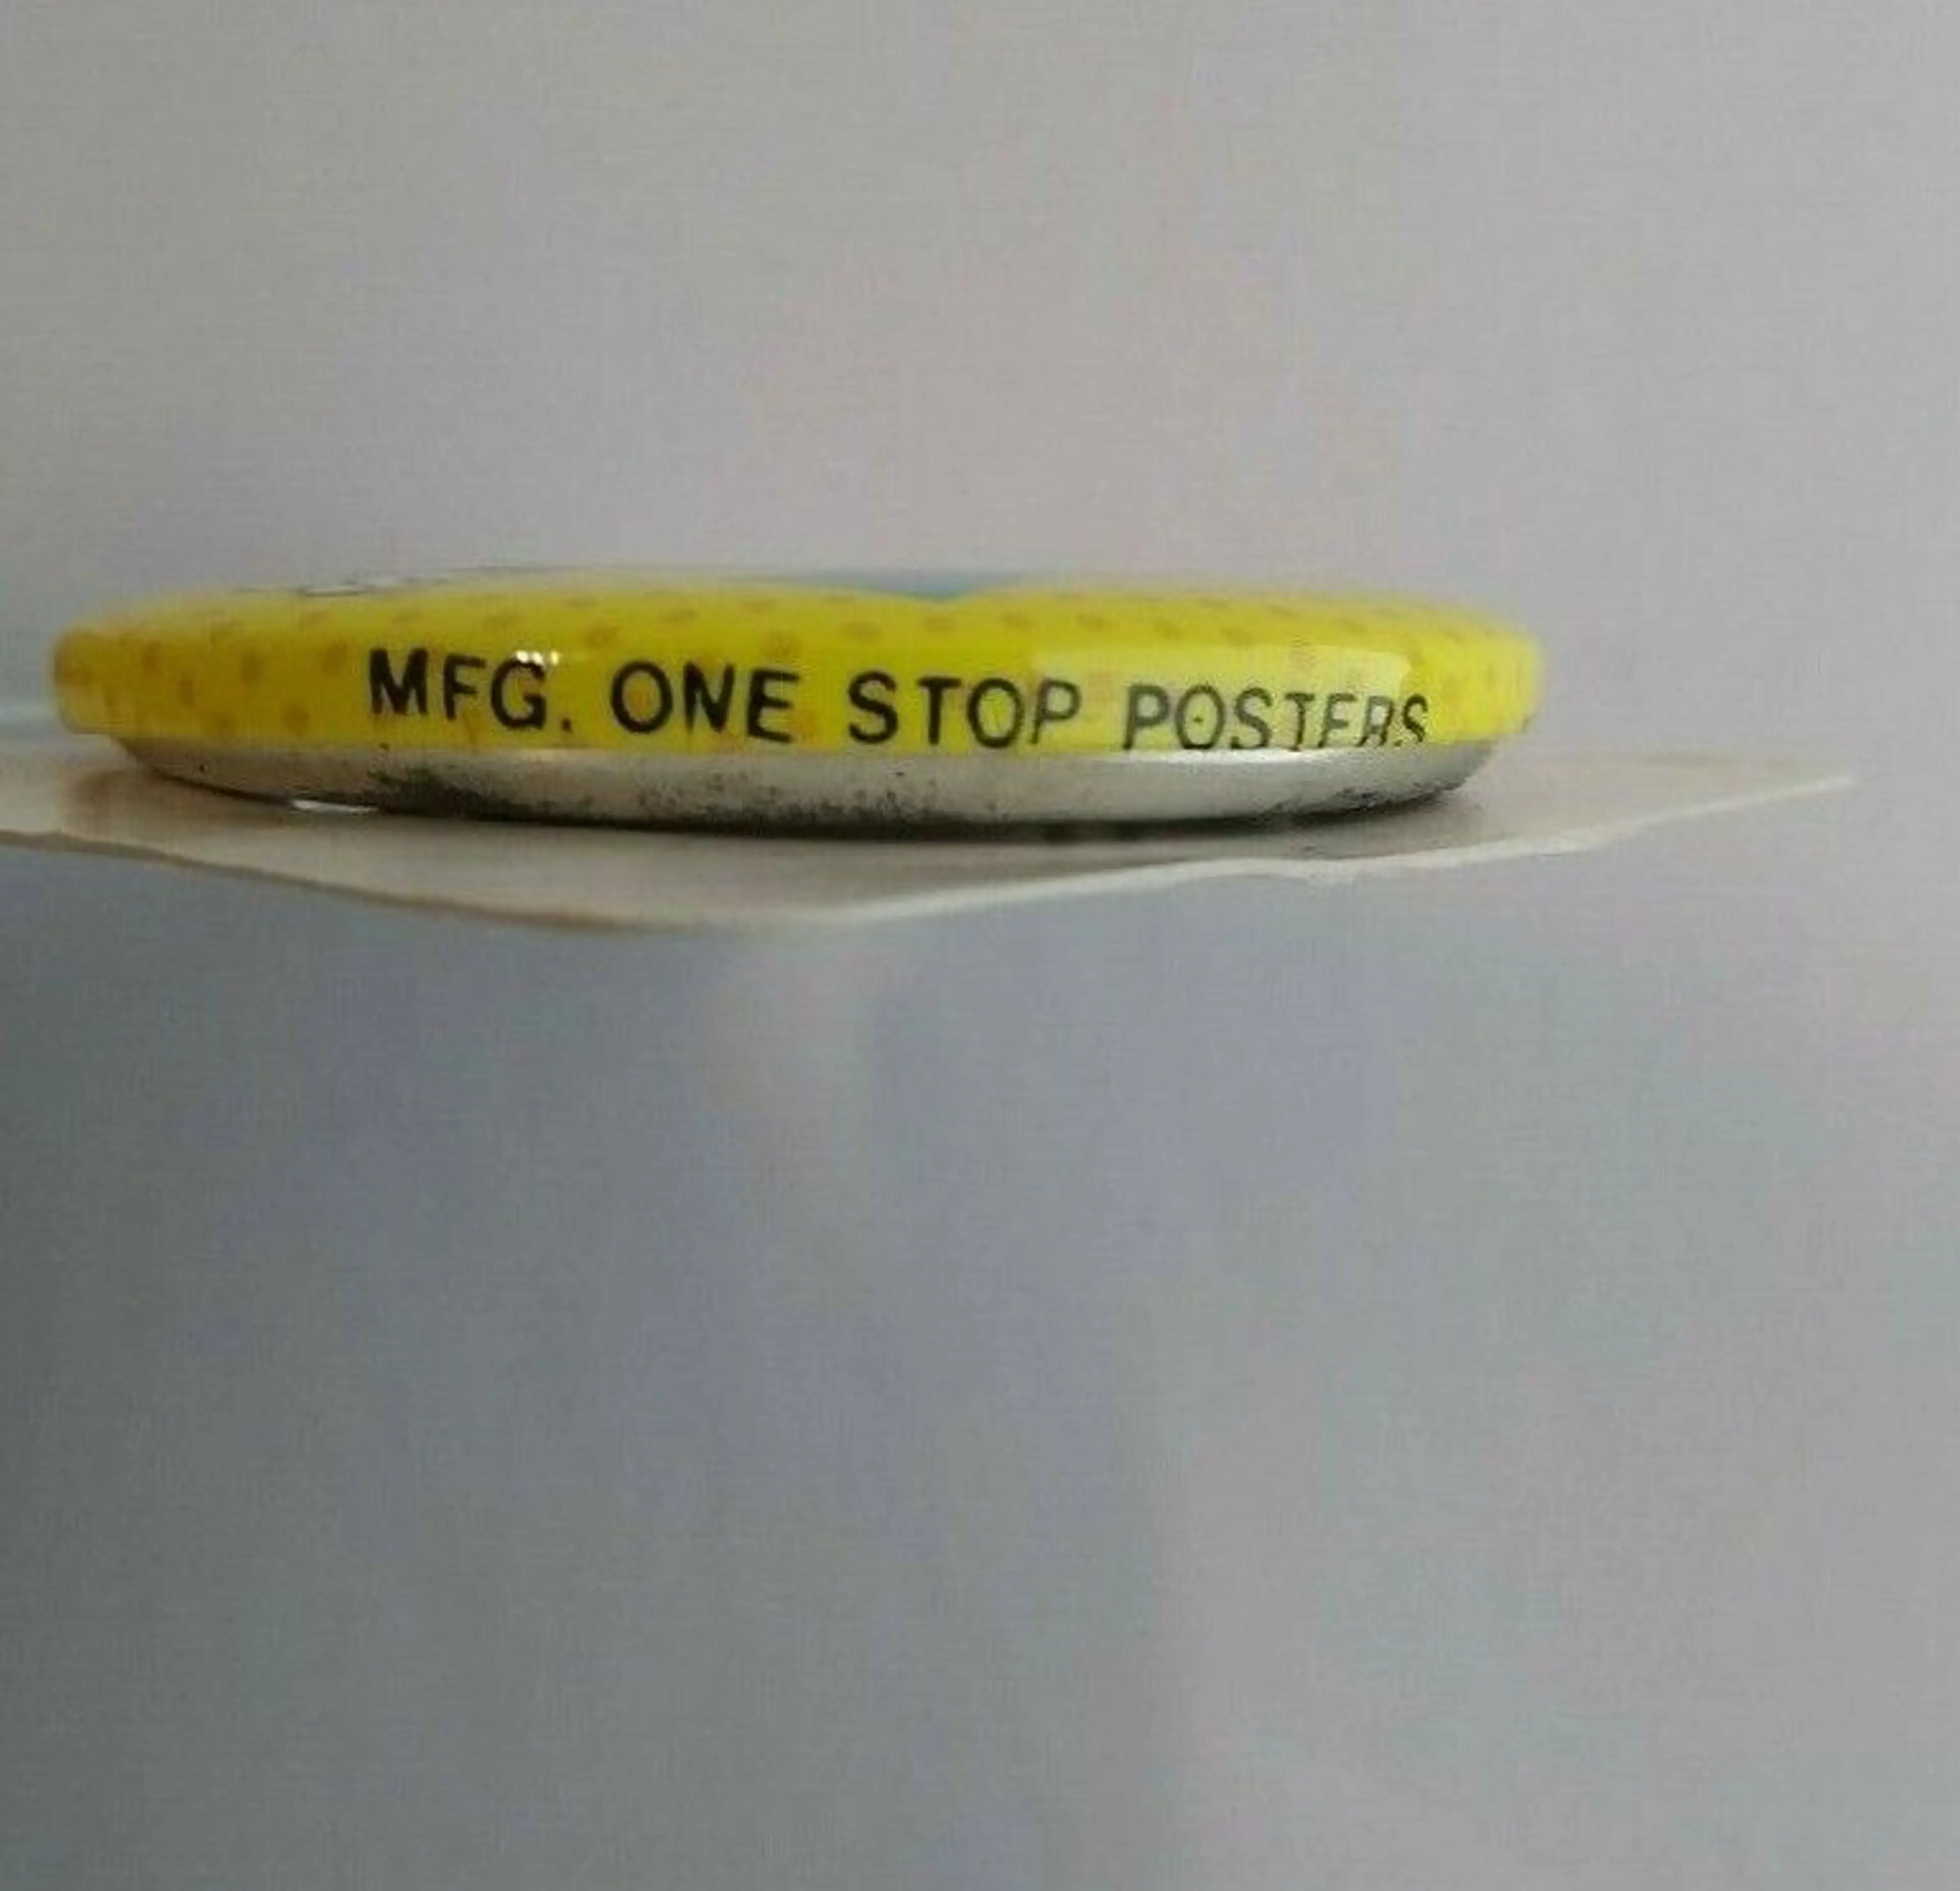 MFG. ONE STOP POSTERS